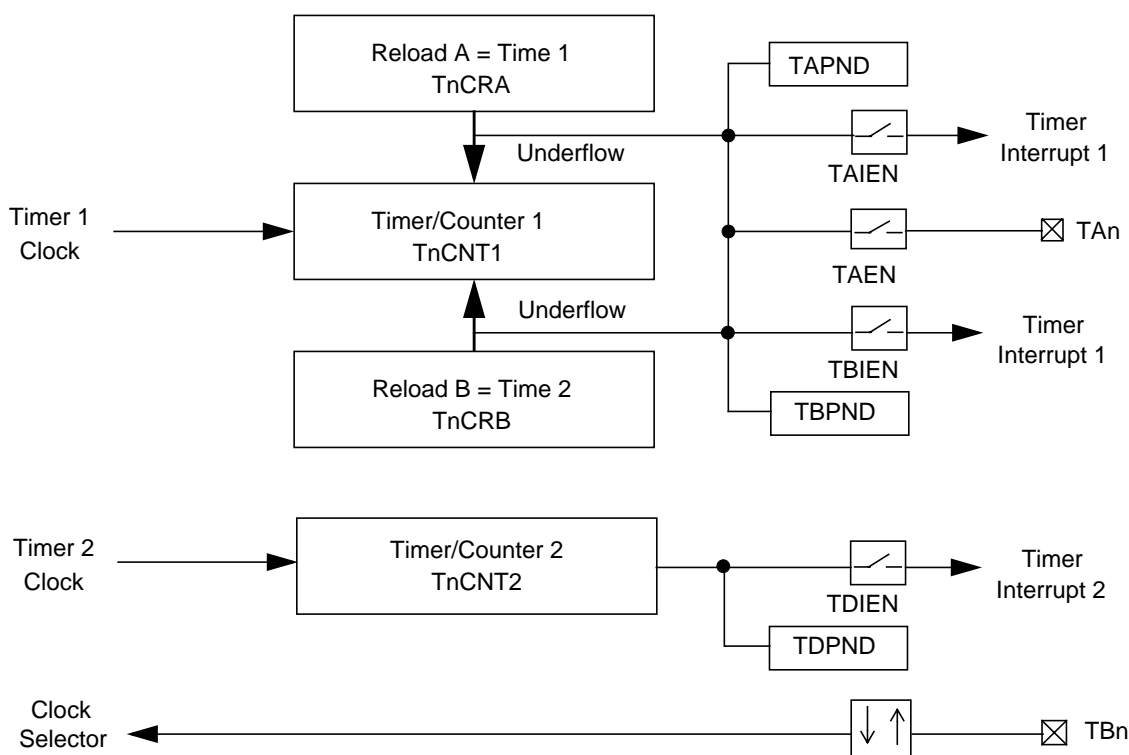 Reload A = Time 1
TnCRA
TAPND
Underflow
TAIEN
Timer
Interrupt 1
Timer 1
Clock
Timer/Counter 1
TnCNT1
TAEN
TAn
Underflow
TBIEN
Timer
Interrupt 1
Reload B = Time 2
TnCRB
TBPND
Timer 2
Clock
Timer/Counter 2
TnCNT2
TDIEN
Timer
Interrupt 2
TDPND
Clock
Selector
TBn